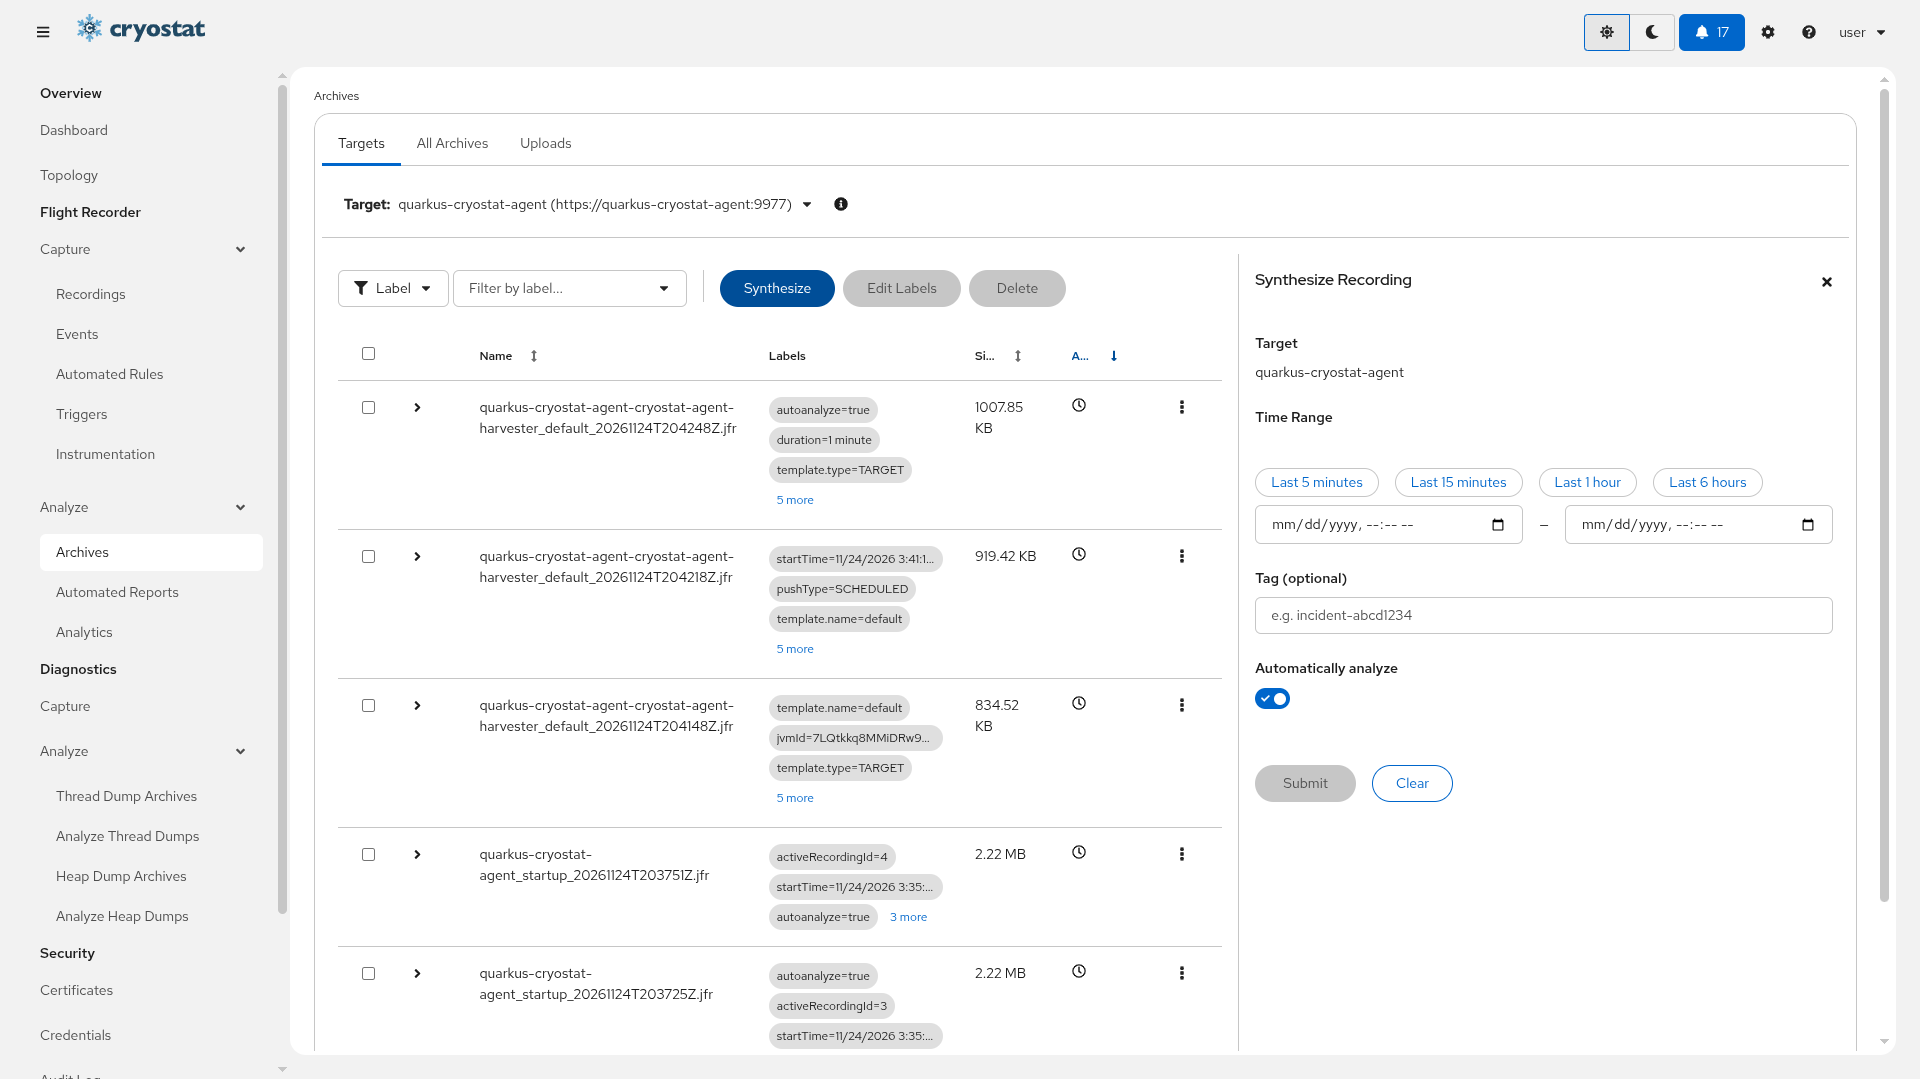 cryostat
17
user
Overview
Dashboard
Topology
Flight Recorder
Capture
Recordings
Events
Automated Rules
Triggers
Instrumentation
Analyze
Archives
Automated Reports
Analytics
Diagnostics
Capture
Analyze
Thread Dump Archives
Analyze Thread Dumps
Heap Dump Archives
Analyze Heap Dumps
Security
Certificates
Credentials
Audit Log
Archives
Targets All Archives Uploads
Target: quarkus-cryostat-agent (https://quarkus-cryostat-agent:9977)
Label Filter by label... Synthesize Edit Labels Delete
Name Labels Si... A...
quarkus-cryostat-agent-cryostat-agent-
harvester_default_20261124T204248Z.jfr
autoanalyze=true
duration=1 minute
template.type=TARGET
5 more
1007.85
KB
quarkus-cryostat-agent-cryostat-agent-
harvester_default_20261124T204218Z.jfr
startTime=11/24/2026 3:41:1...
pushType=SCHEDULED
template.name=default
5 more
919.42 KB
quarkus-cryostat-agent-cryostat-agent-
harvester_default_20261124T204148Z.jfr
template.name=default
jvmId=7LQtkkq8MMiDRw9...
template.type=TARGET
5 more
834.52
KB
quarkus-cryostat-
agent_startup_20261124T203751Z.jfr
activeRecordingId=4
startTime=11/24/2026 3:35:...
autoanalyze=true 3 more
2.22 MB
quarkus-cryostat-
agent_startup_20261124T203725Z.jfr
autoanalyze=true
activeRecordingId=3
startTime=11/24/2026 3:35:...
2.22 MB
Synthesize Recording
Target
quarkus-cryostat-agent
Time Range
Last 5 minutes Last 15 minutes Last 1 hour Last 6 hours
mm/dd/yyyy, --:-- -- – mm/dd/yyyy, --:-- --
Tag (optional)
e.g. incident-abcd1234
Automatically analyze
Submit Clear